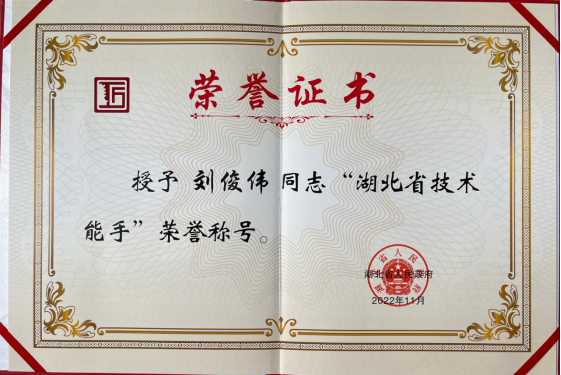 荣誉证书
授予 刘俊伟 同志“湖北省技术
能手”荣誉称号。
湖北省人民政府
2022年11月